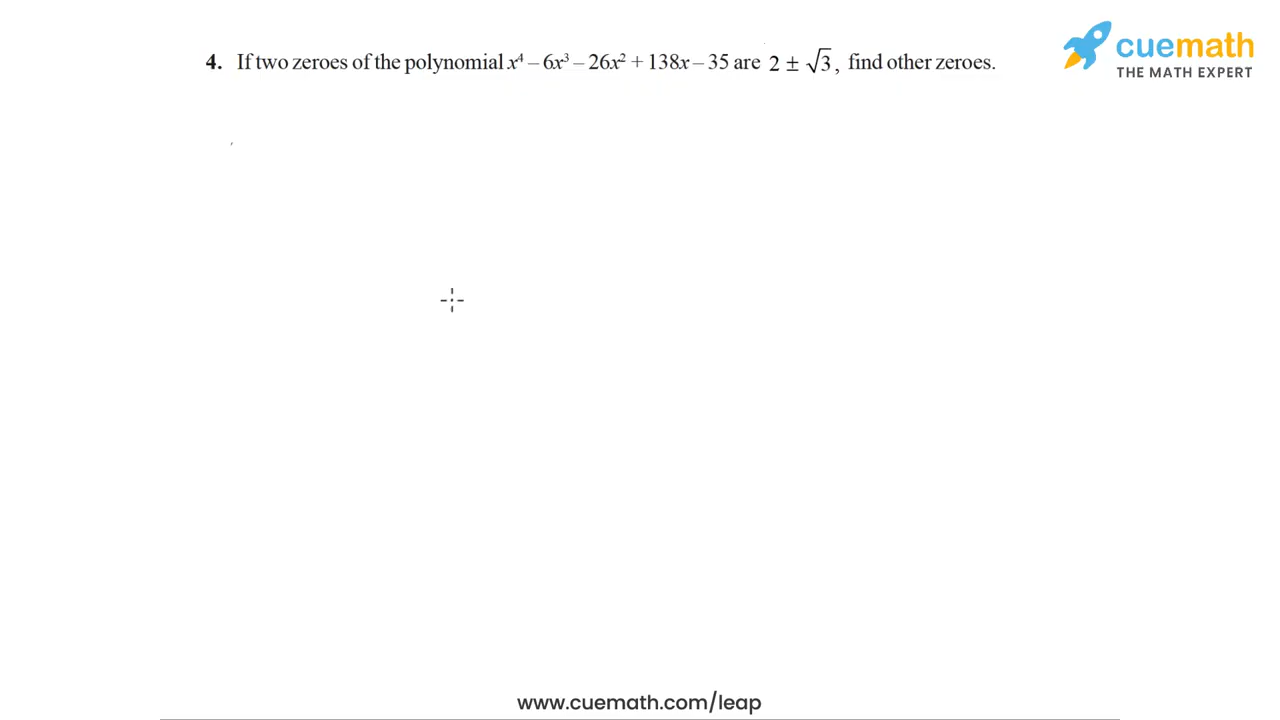 cuemath
THE MATH EXPERT
4. If two zeroes of the polynomial x⁴ – 6x³ – 26x² + 138x – 35 are 2 ± √3, find other zeroes.
www.cuemath.com/leap